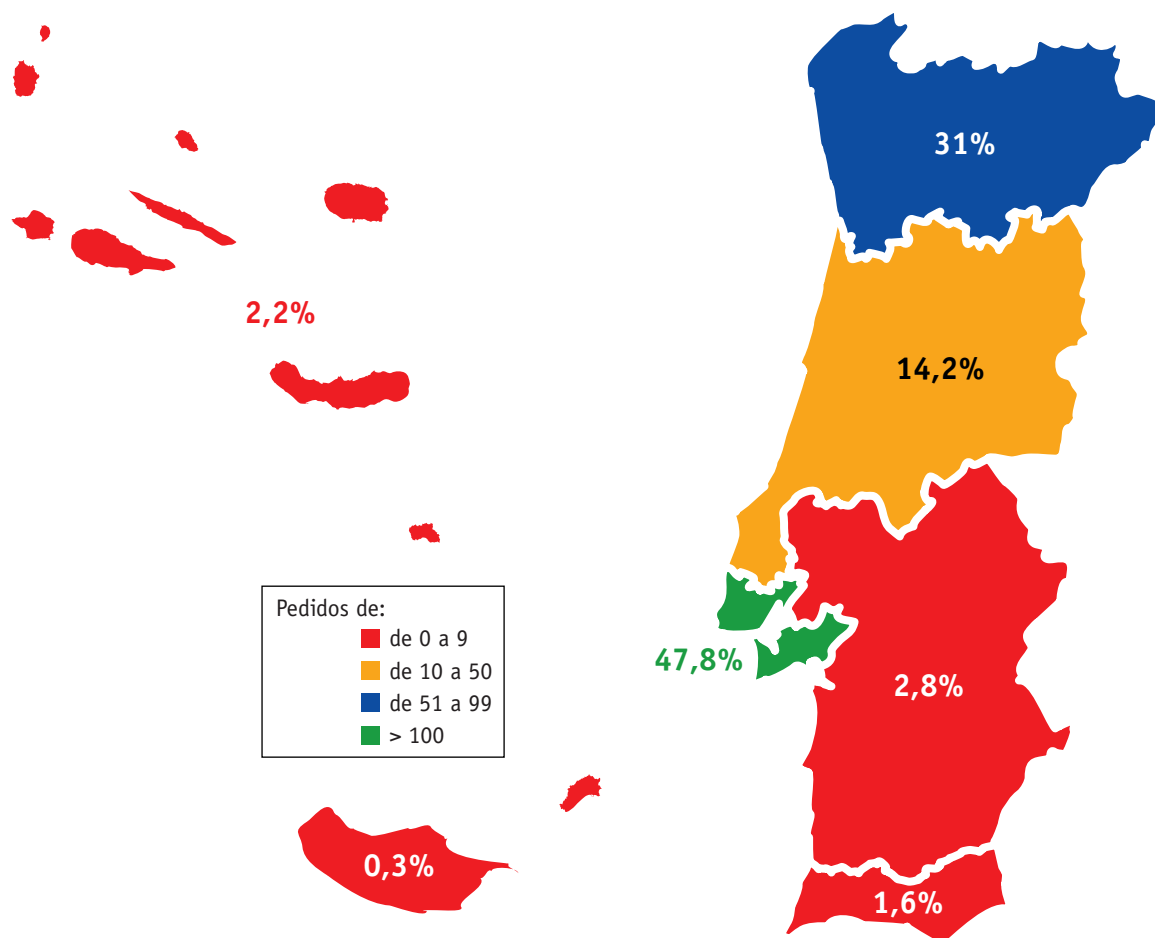 31%
2,2%
14,2%
Pedidos de:
de 0 a 9
de 10 a 50
de 51 a 99
> 100
47,8%
2,8%
0,3%
1,6%